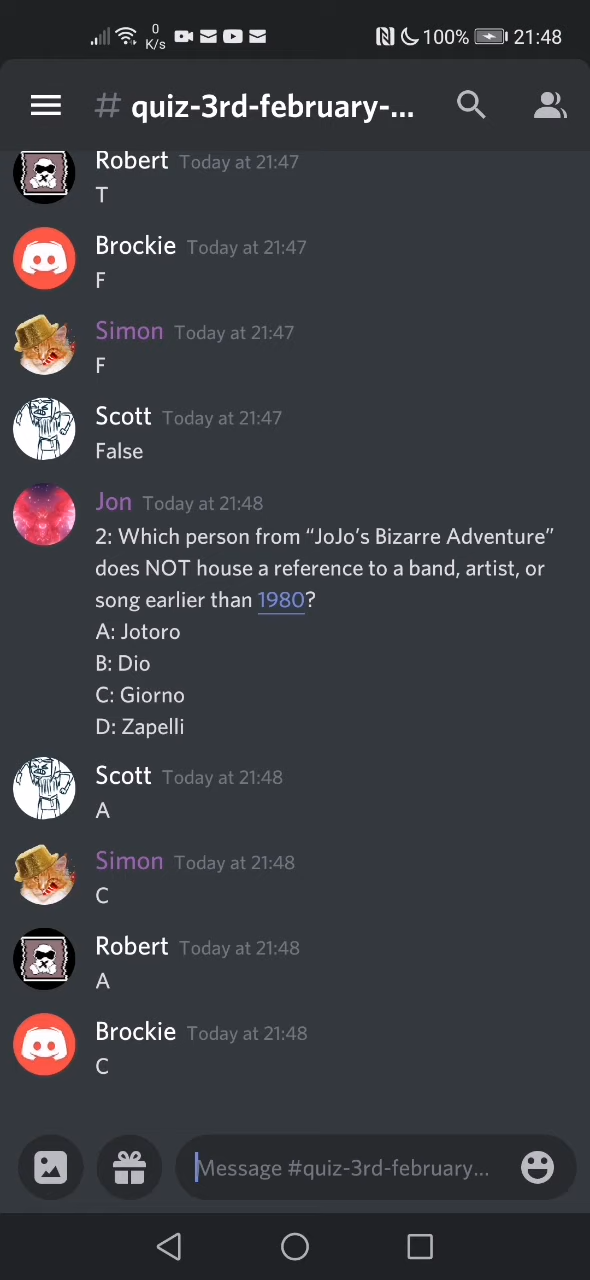 0 K/s 100% 21:48
# quiz-3rd-february-...
Robert Today at 21:47
T
Brockie Today at 21:47
F
Simon Today at 21:47
F
Scott Today at 21:47
False
Jon Today at 21:48
2: Which person from “JoJo’s Bizarre Adventure”
does NOT house a reference to a band, artist, or
song earlier than 1980?
A: Jotoro
B: Dio
C: Giorno
D: Zapelli
Scott Today at 21:48
A
Simon Today at 21:48
C
Robert Today at 21:48
A
Brockie Today at 21:48
C
Message #quiz-3rd-february...